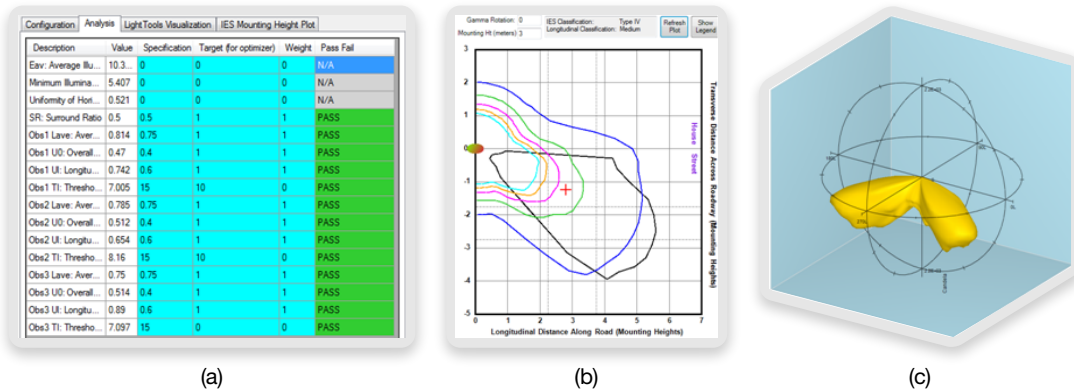 Configuration Analysis LightTools Visualization IES Mounting Height Plot
Description Value Specification Target (for optimizer) Weight Pass Fail
Eav: Average Illu... 10.3... 0 0 0 N/A
Minimum Illumina... 5.407 0 0 0 N/A
Uniformity of Hori... 0.521 0 0 0 N/A
SR: Surround Ratio 0.5 0.5 1 1 PASS
Obs1 Lave: Aver... 0.814 0.75 1 1 PASS
Obs1 U0: Overall... 0.47 0.4 1 1 PASS
Obs1 UI: Longitu... 0.742 0.6 1 1 PASS
Obs1 TI: Thresho... 7.005 15 10 0 PASS
Obs2 Lave: Aver... 0.785 0.75 1 1 PASS
Obs2 U0: Overall... 0.512 0.4 1 1 PASS
Obs2 UI: Longitu... 0.654 0.6 1 1 PASS
Obs2 TI: Thresho... 8.16 15 10 0 PASS
Obs3 Lave: Aver... 0.75 0.75 1 1 PASS
Obs3 U0: Overall... 0.514 0.4 1 1 PASS
Obs3 UI: Longitu... 0.89 0.6 1 1 PASS
Obs3 TI: Thresho... 7.097 15 0 0 PASS
(a)
Gamma Rotation: 0 IES Classification: Type IV Refresh Plot Show Legend
Mounting Ht (meters) 3 Longitudinal Classification: Medium
3
2
1
0
-1
-2
-3
-4
-5
0 1 2 3 4 5 6 7
Longitudinal Distance Along Road (Mounting Heights)
House Street
Transverse Distance Across Roadway (Mounting Heights)
(b)
Candela
(c)